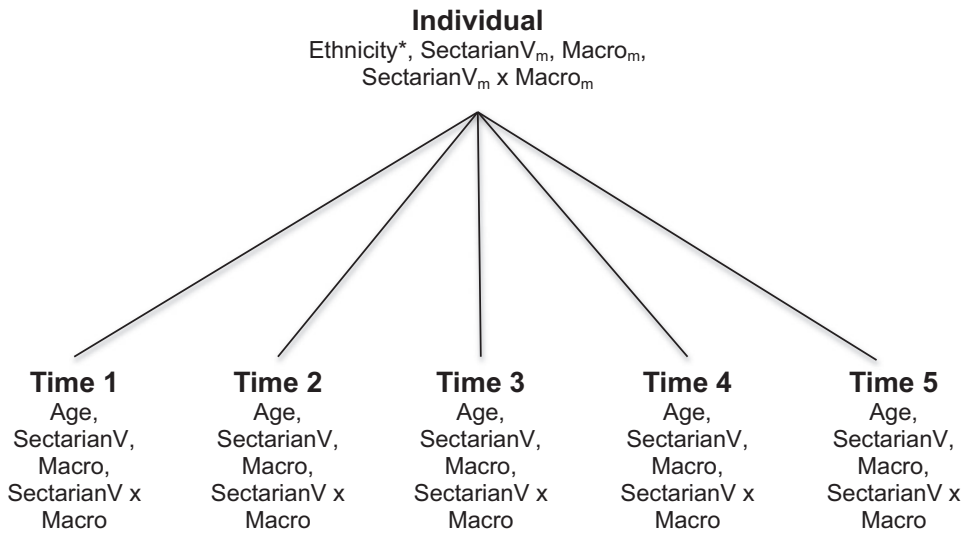 Individual
Ethnicity*, SectarianVm, Macrom,
SectarianVm x Macrom
Time 1
Age,
SectarianV,
Macro,
SectarianV x
Macro
Time 2
Age,
SectarianV,
Macro,
SectarianV x
Macro
Time 3
Age,
SectarianV,
Macro,
SectarianV x
Macro
Time 4
Age,
SectarianV,
Macro,
SectarianV x
Macro
Time 5
Age,
SectarianV,
Macro,
SectarianV x
Macro